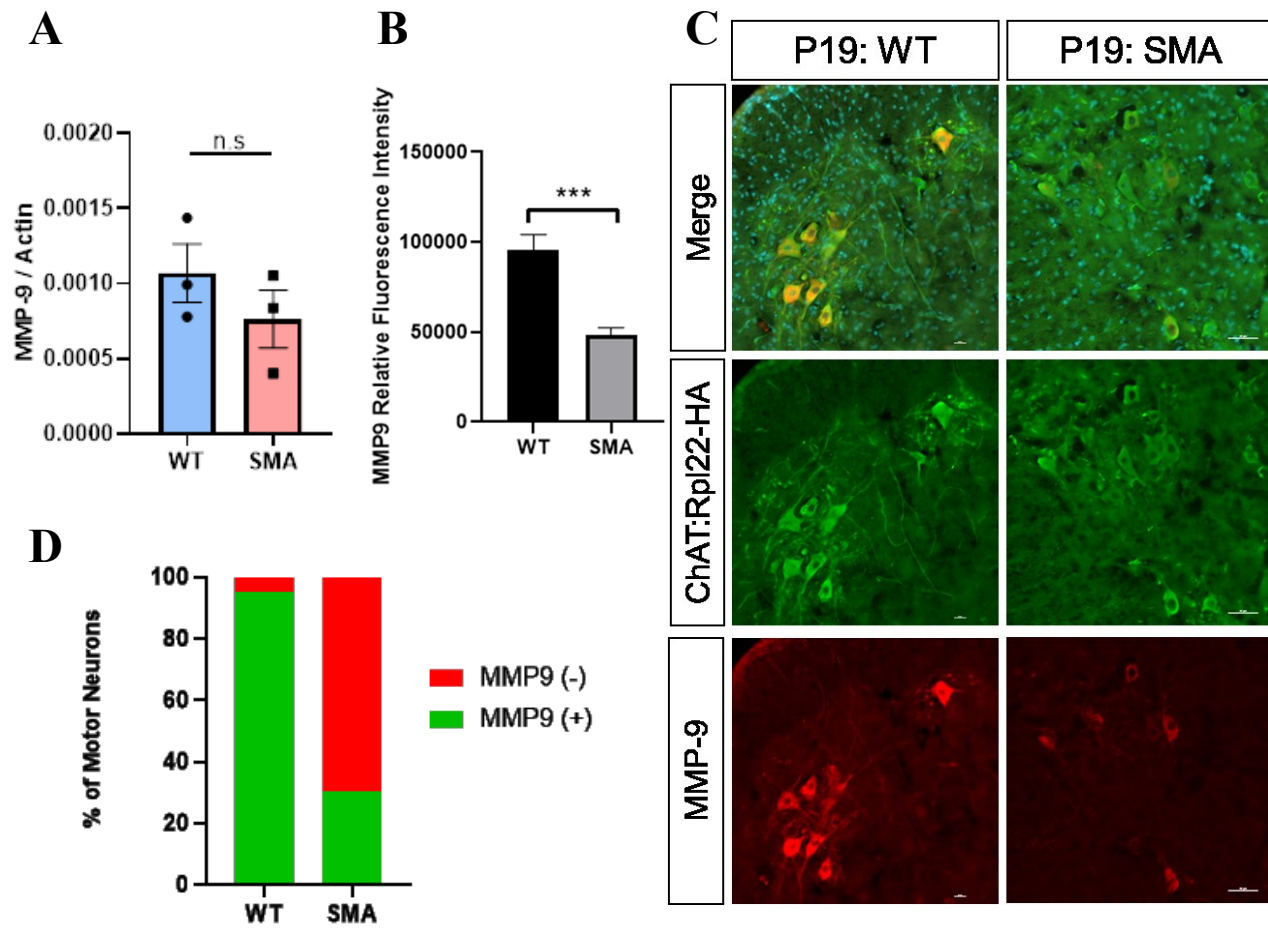 A
MMP-9 / Actin
0.0020
0.0015
0.0010
0.0005
0.0000
n.s
WT
SMA
B
MMP9 Relative Fluorescence Intensity
150000
100000
50000
0
***
WT
SMA
C
P19: WT
P19: SMA
Merge
ChAT:Rpl22-HA
MMP-9
D
% of Motor Neurons
100
80
60
40
20
0
WT
SMA
MMP9 (-)
MMP9 (+)